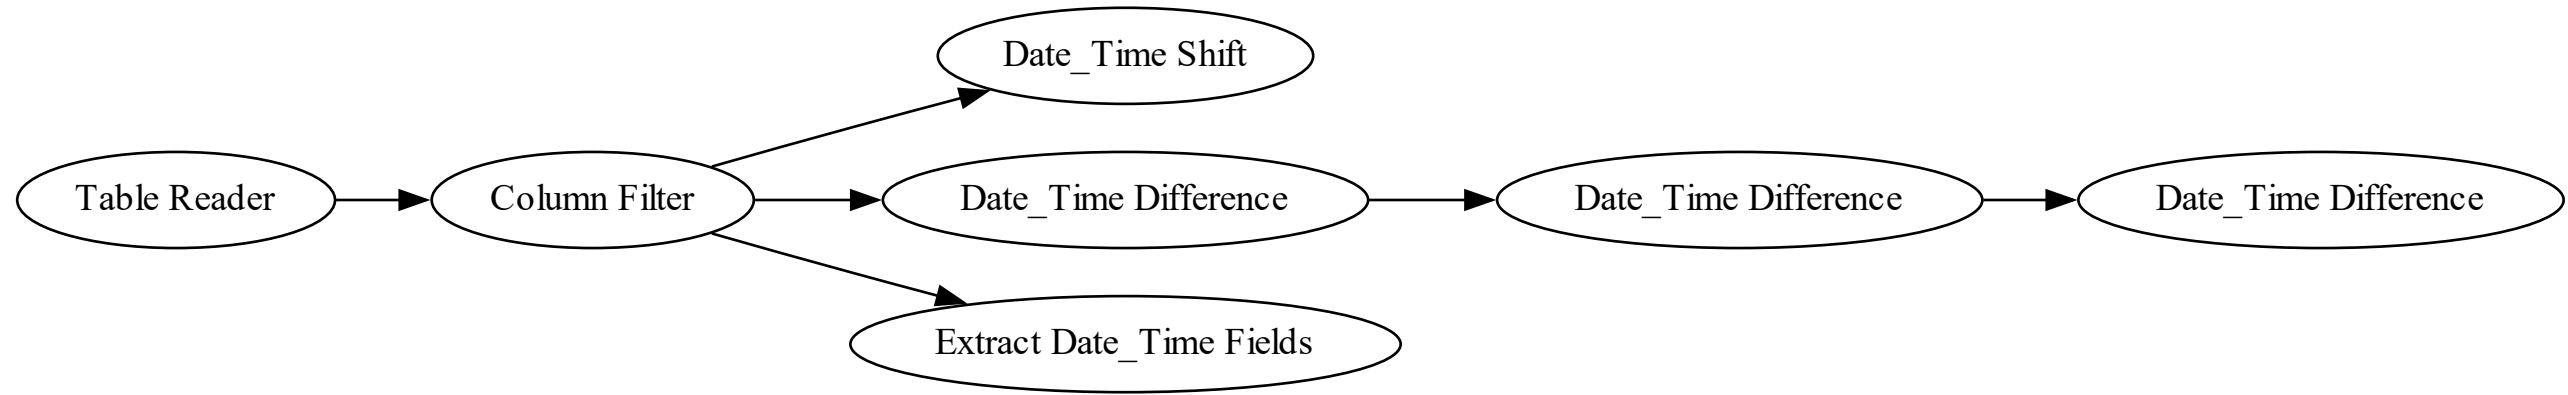 Date_Time Shift
Table Reader
Column Filter
Date_Time Difference
Date_Time Difference
Date_Time Difference
Extract Date_Time Fields